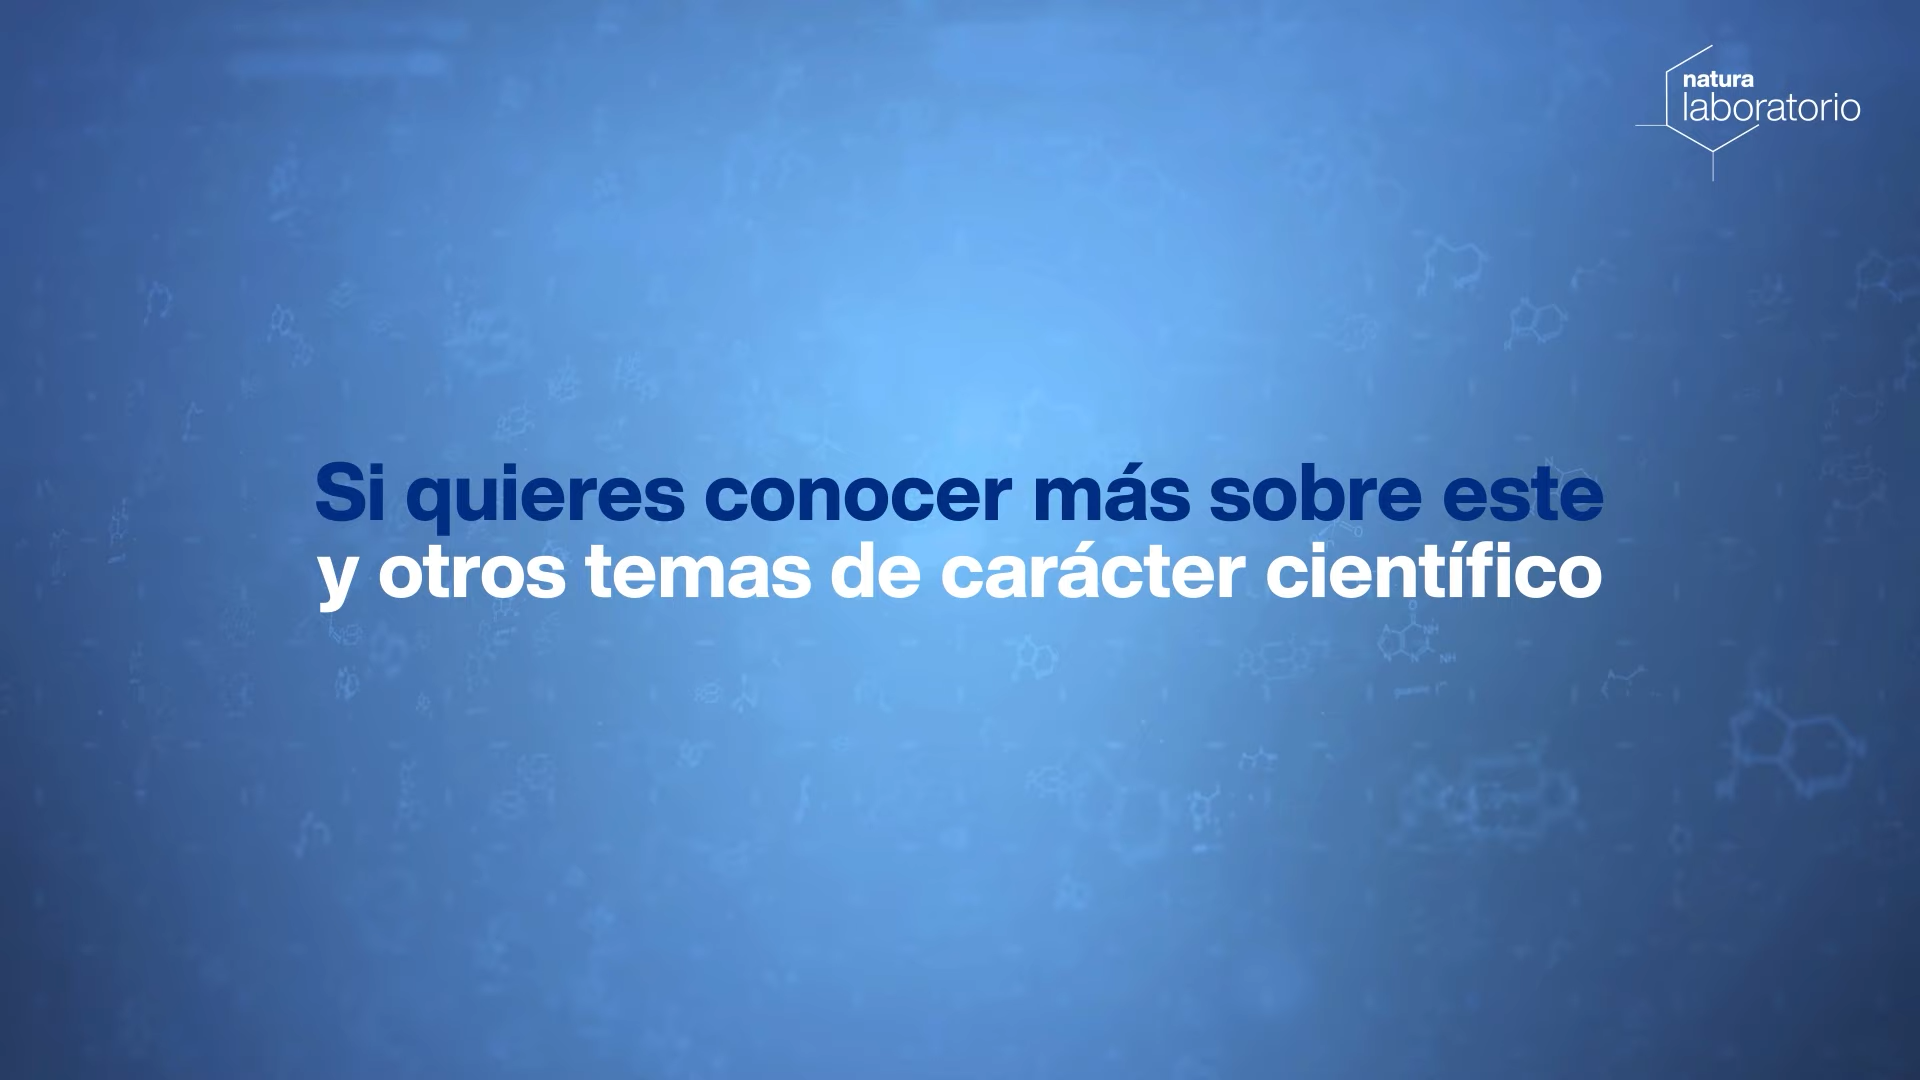 natura
laboratorio
Si quieres conocer más sobre este
y otros temas de carácter científico